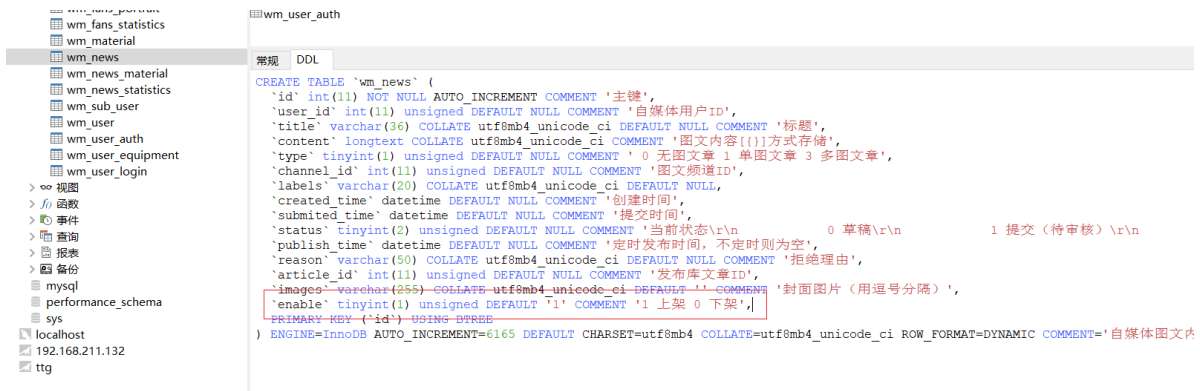 wm_fans_portrait
wm_fans_statistics
wm_material
wm_news
wm_news_material
wm_news_statistics
wm_sub_user
wm_user
wm_user_auth
wm_user_equipment
wm_user_login
视图
函数
事件
查询
报表
备份
mysql
performance_schema
sys
localhost
192.168.211.132
ttg
wm_user_auth
常规 DDL
CREATE TABLE `wm_news` (
`id` int(11) NOT NULL AUTO_INCREMENT COMMENT '主键',
`user_id` int(11) unsigned DEFAULT NULL COMMENT '自媒体用户ID',
`title` varchar(36) COLLATE utf8mb4_unicode_ci DEFAULT NULL COMMENT '标题',
`content` longtext COLLATE utf8mb4_unicode_ci COMMENT '图文内容[{}]方式存储',
`type` tinyint(1) unsigned DEFAULT NULL COMMENT ' 0 无图文章 1 单图文章 3 多图文章',
`channel_id` int(11) unsigned DEFAULT NULL COMMENT '图文频道ID',
`labels` varchar(20) COLLATE utf8mb4_unicode_ci DEFAULT NULL,
`created_time` datetime DEFAULT NULL COMMENT '创建时间',
`submited_time` datetime DEFAULT NULL COMMENT '提交时间',
`status` tinyint(2) unsigned DEFAULT NULL COMMENT '当前状态\r\n 0 草稿\r\n 1 提交（待审核）\r\n
`publish_time` datetime DEFAULT NULL COMMENT '定时发布时间，不定时则为空',
`reason` varchar(50) COLLATE utf8mb4_unicode_ci DEFAULT NULL COMMENT '拒绝理由',
`article_id` int(11) unsigned DEFAULT NULL COMMENT '发布库文章ID',
`images` varchar(255) COLLATE utf8mb4_unicode_ci DEFAULT '' COMMENT '封面图片（用逗号分隔）',
`enable` tinyint(1) unsigned DEFAULT '1' COMMENT '1 上架 0 下架',
PRIMARY KEY (`id`) USING BTREE
) ENGINE=InnoDB AUTO_INCREMENT=6165 DEFAULT CHARSET=utf8mb4 COLLATE=utf8mb4_unicode_ci ROW_FORMAT=DYNAMIC COMMENT='自媒体图文内